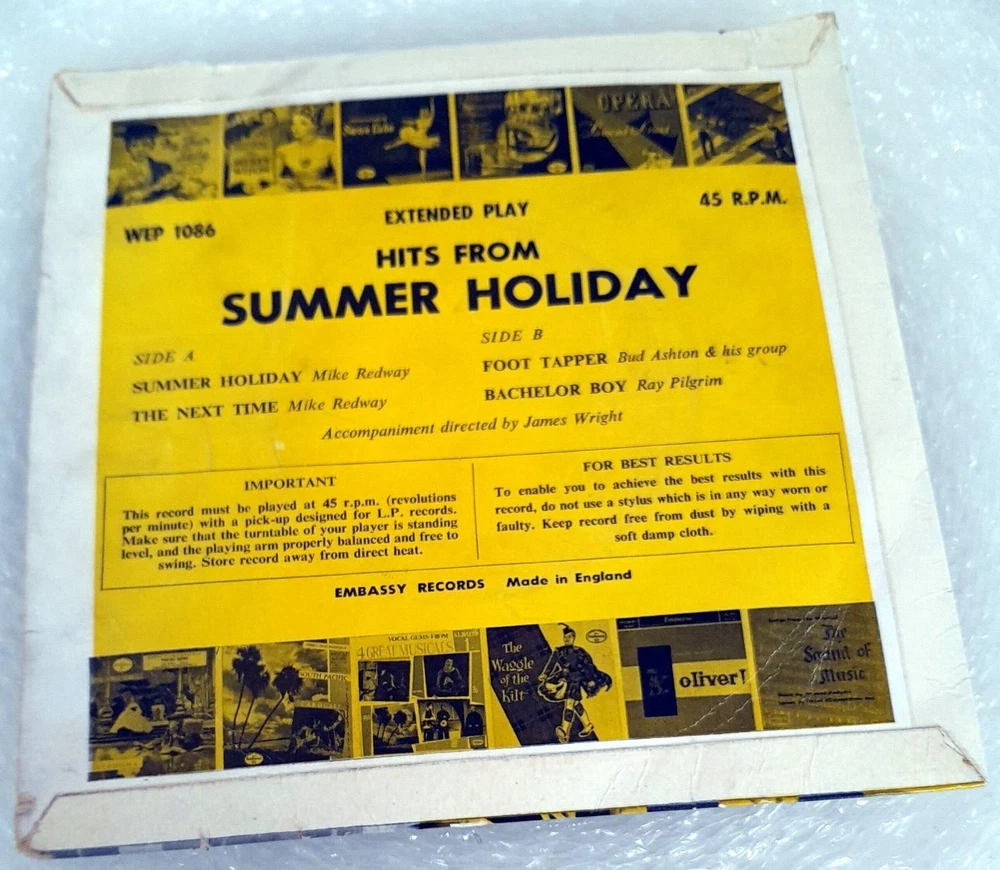 OPERA
WEP 1086
EXTENDED PLAY
45 R.P.M.
HITS FROM
SUMMER HOLIDAY
SIDE A
SUMMER HOLIDAY Mike Redway
THE NEXT TIME Mike Redway
SIDE B
FOOT TAPPER Bud Ashton & his group
BACHELOR BOY Ray Pilgrim
Accompaniment directed by James Wright
IMPORTANT
This record must be played at 45 r.p.m. (revolutions
per minute) with a pick-up designed for L.P. records.
Make sure that the turntable of your player is standing
level, and the playing arm properly balanced and free to
swing. Store record away from direct heat.
FOR BEST RESULTS
To enable you to achieve the best results with this
record, do not use a stylus which is in any way worn or
faulty. Keep record free from dust by wiping with a
soft damp cloth.
EMBASSY RECORDS Made in England
SOUTH PACIFIC
VOCAL GEMS FROM
4 GREAT MUSICALS
ALBUM 1
The
Waggle
of the
Kilt
oliver!
The
Sound of
Music